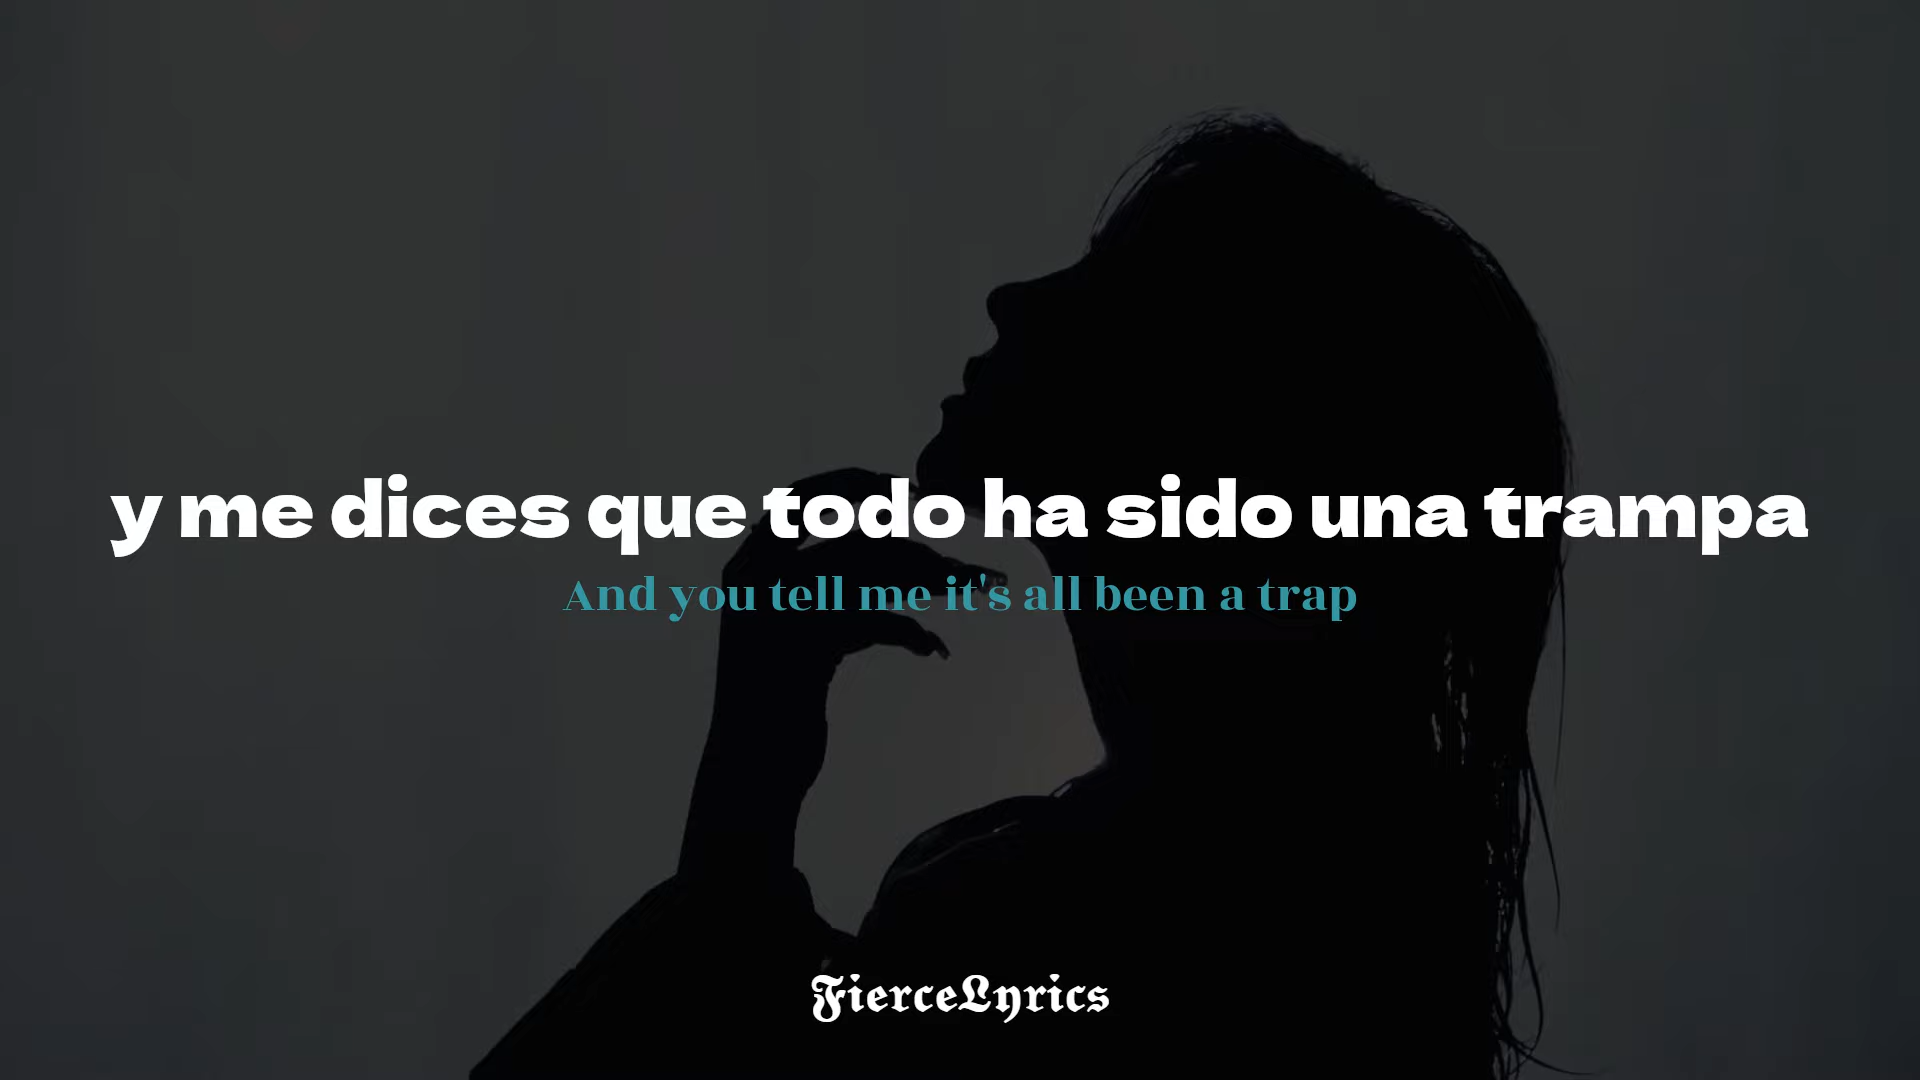 y me dices que todo ha sido una trampa
And you tell me it's all been a trap
FierceLyrics